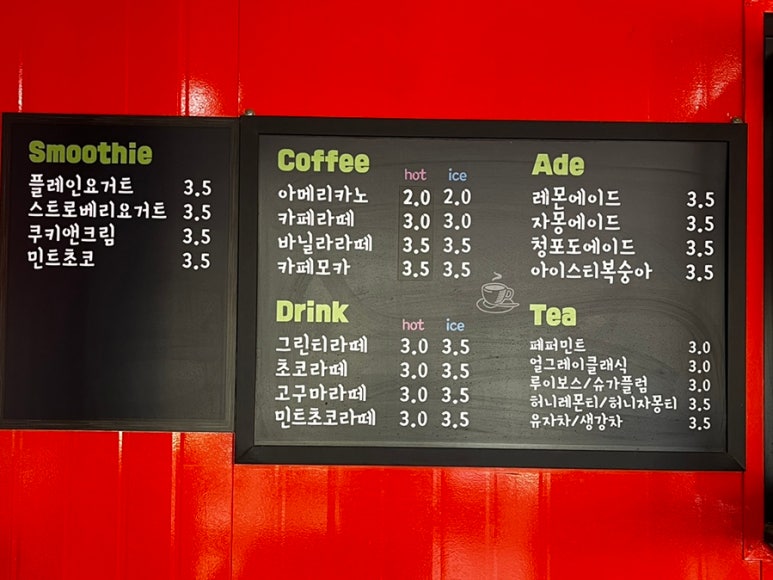 Smoothie
플레인요거트 3.5
스트로베리요거트 3.5
쿠키앤크림 3.5
민트초코 3.5
Coffee hot ice
아메리카노 2.0 2.0
카페라떼 3.0 3.0
바닐라라떼 3.5 3.5
카페모카 3.5 3.5
Drink hot ice
그린티라떼 3.0 3.5
초코라떼 3.0 3.5
고구마라떼 3.0 3.5
민트초코라떼 3.0 3.5
Ade
레몬에이드 3.5
자몽에이드 3.5
청포도에이드 3.5
아이스티복숭아 3.5
Tea
페퍼민트 3.0
얼그레이클래식 3.0
루이보스/슈가플럼 3.0
허니레몬티/허니자몽티 3.5
유자차/생강차 3.5